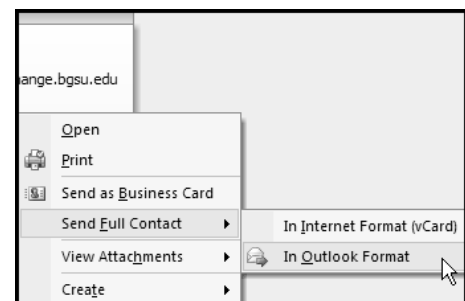 ange.bgsu.edu
Open
Print
Send as Business Card
Send Full Contact
In Internet Format (vCard)
View Attachments
In Outlook Format
Create